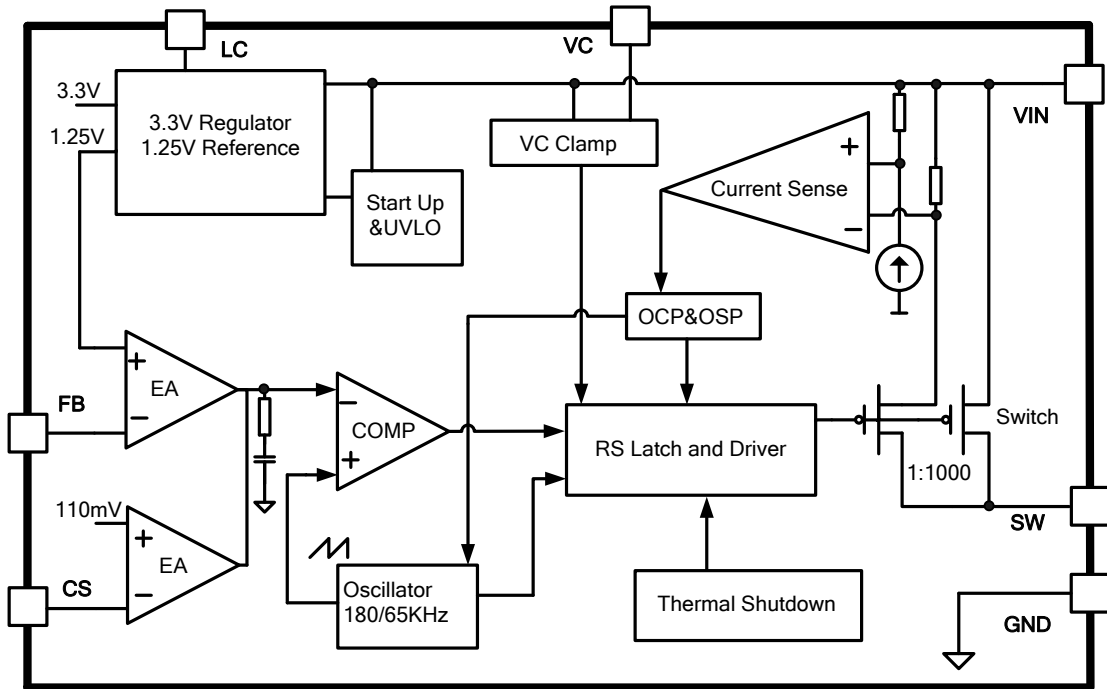 LC
VC
VIN
3.3V
1.25V
3.3V Regulator
1.25V Reference
Start Up
&UVLO
VC Clamp
+
Current Sense
−
OCP&OSP
FB
+
EA
−
−
COMP
+
RS Latch and Driver
Switch
1:1000
SW
110mV
+
EA
−
CS
Oscillator
180/65KHz
Thermal Shutdown
GND